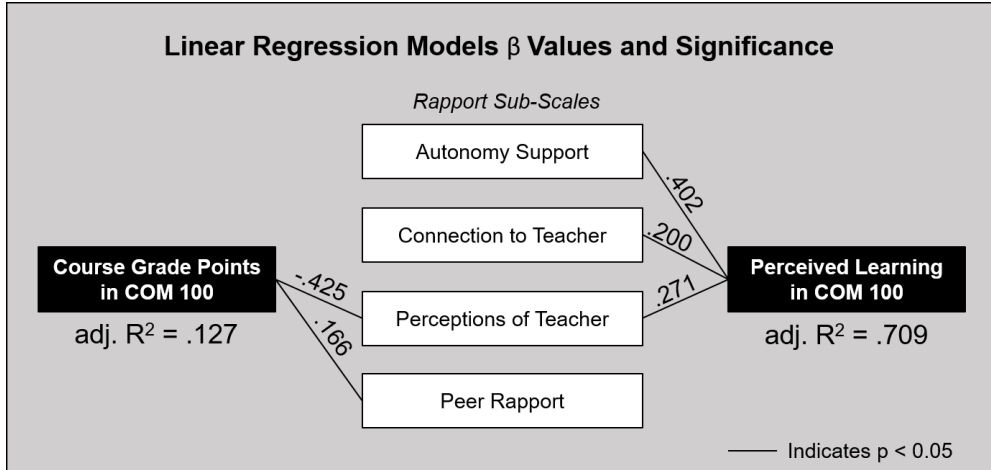 Linear Regression Models β Values and Significance
Rapport Sub-Scales
Autonomy Support
.402
Connection to Teacher
.200
Course Grade Points
in COM 100
adj. R² = .127
-.425
.166
Perceptions of Teacher
.271
Perceived Learning
in COM 100
adj. R² = .709
Peer Rapport
Indicates p < 0.05